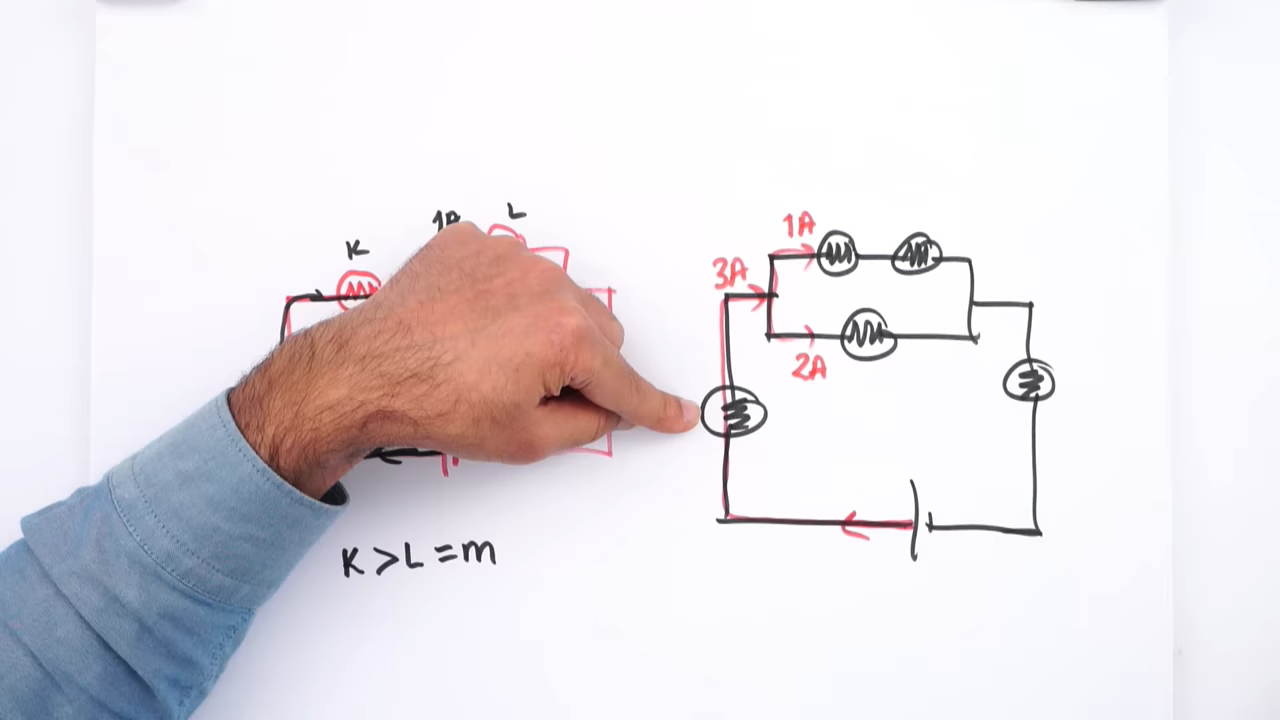 K
L
K > L = m
3A
1A
2A